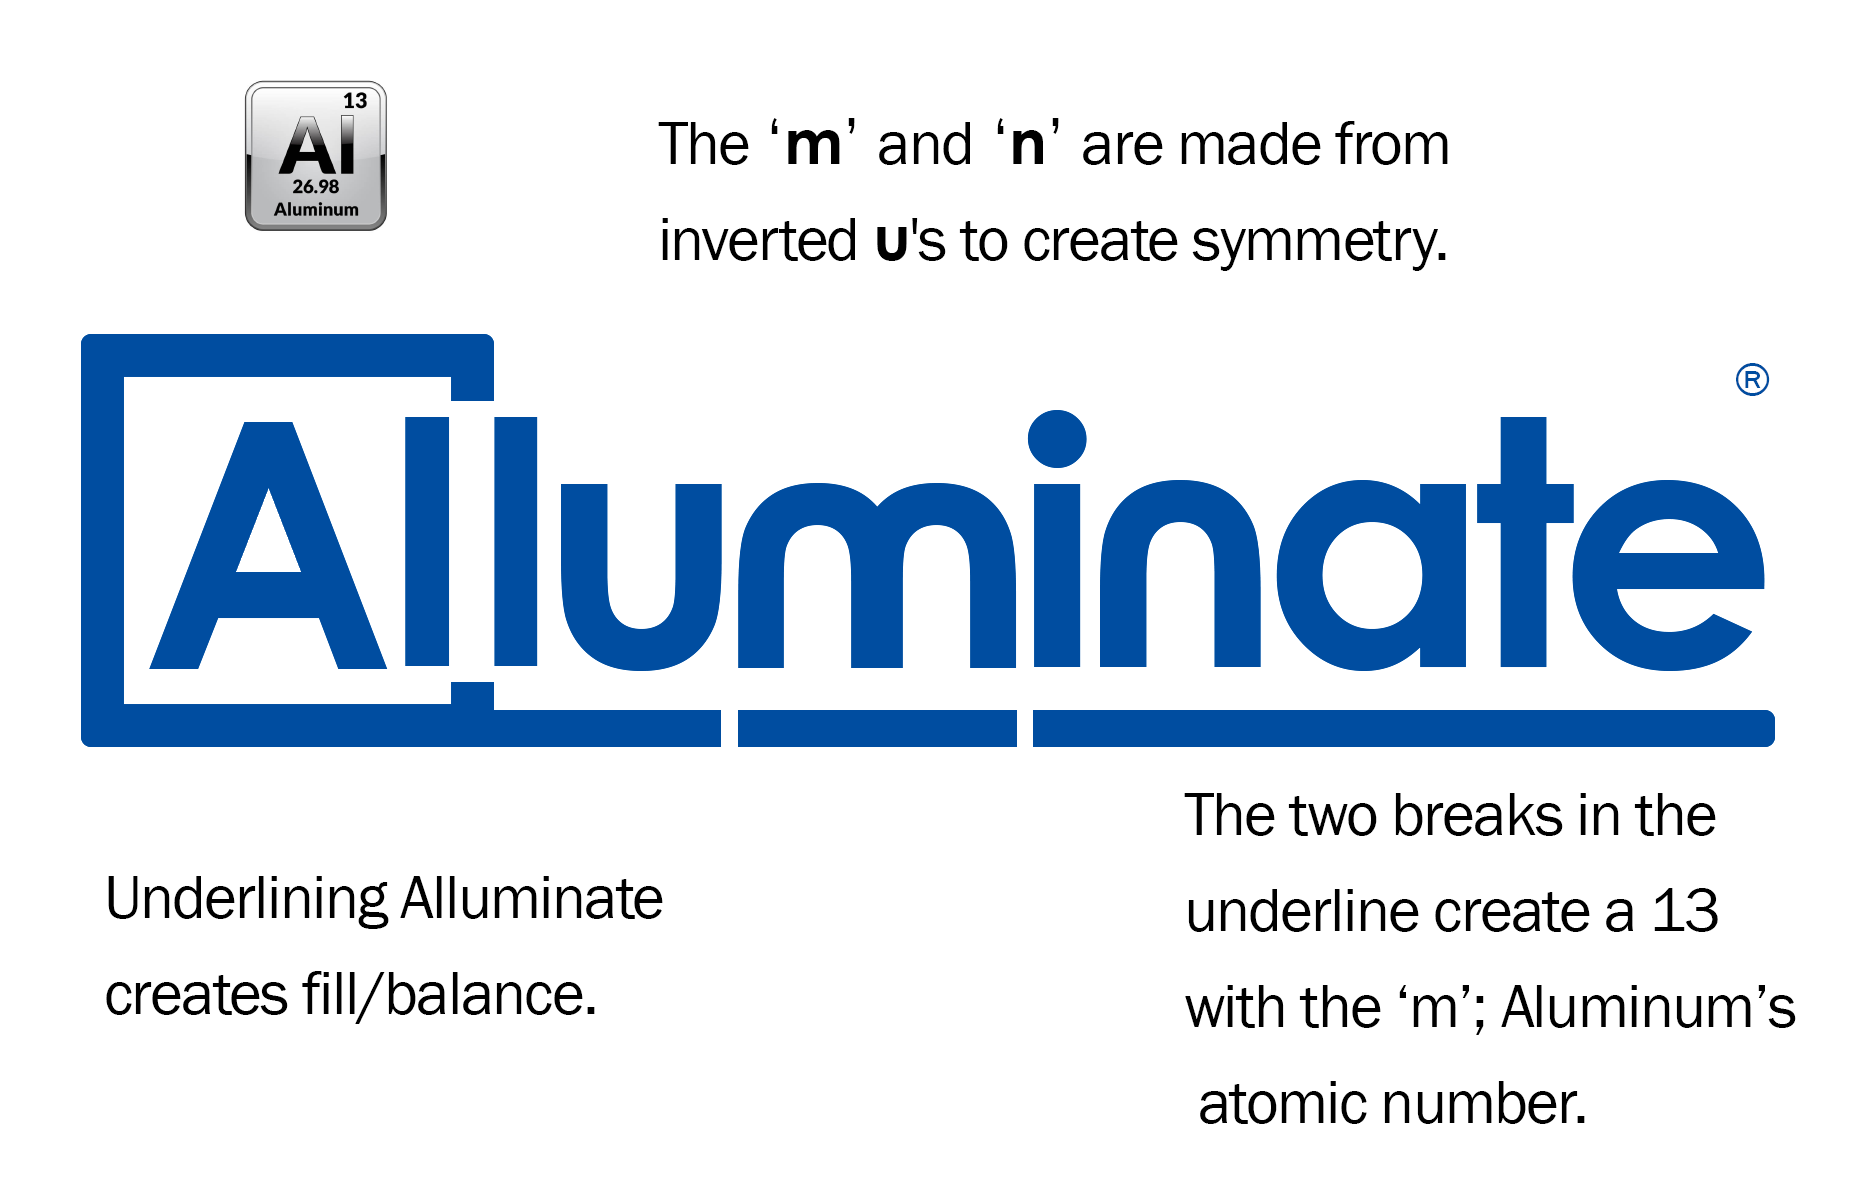 13
Al
26.98
Aluminum
The ‘m’ and ‘n’ are made from
inverted u's to create symmetry.
Alluminate®
Underlining Alluminate
creates fill/balance.
The two breaks in the
underline create a 13
with the ‘m’; Aluminum’s
atomic number.